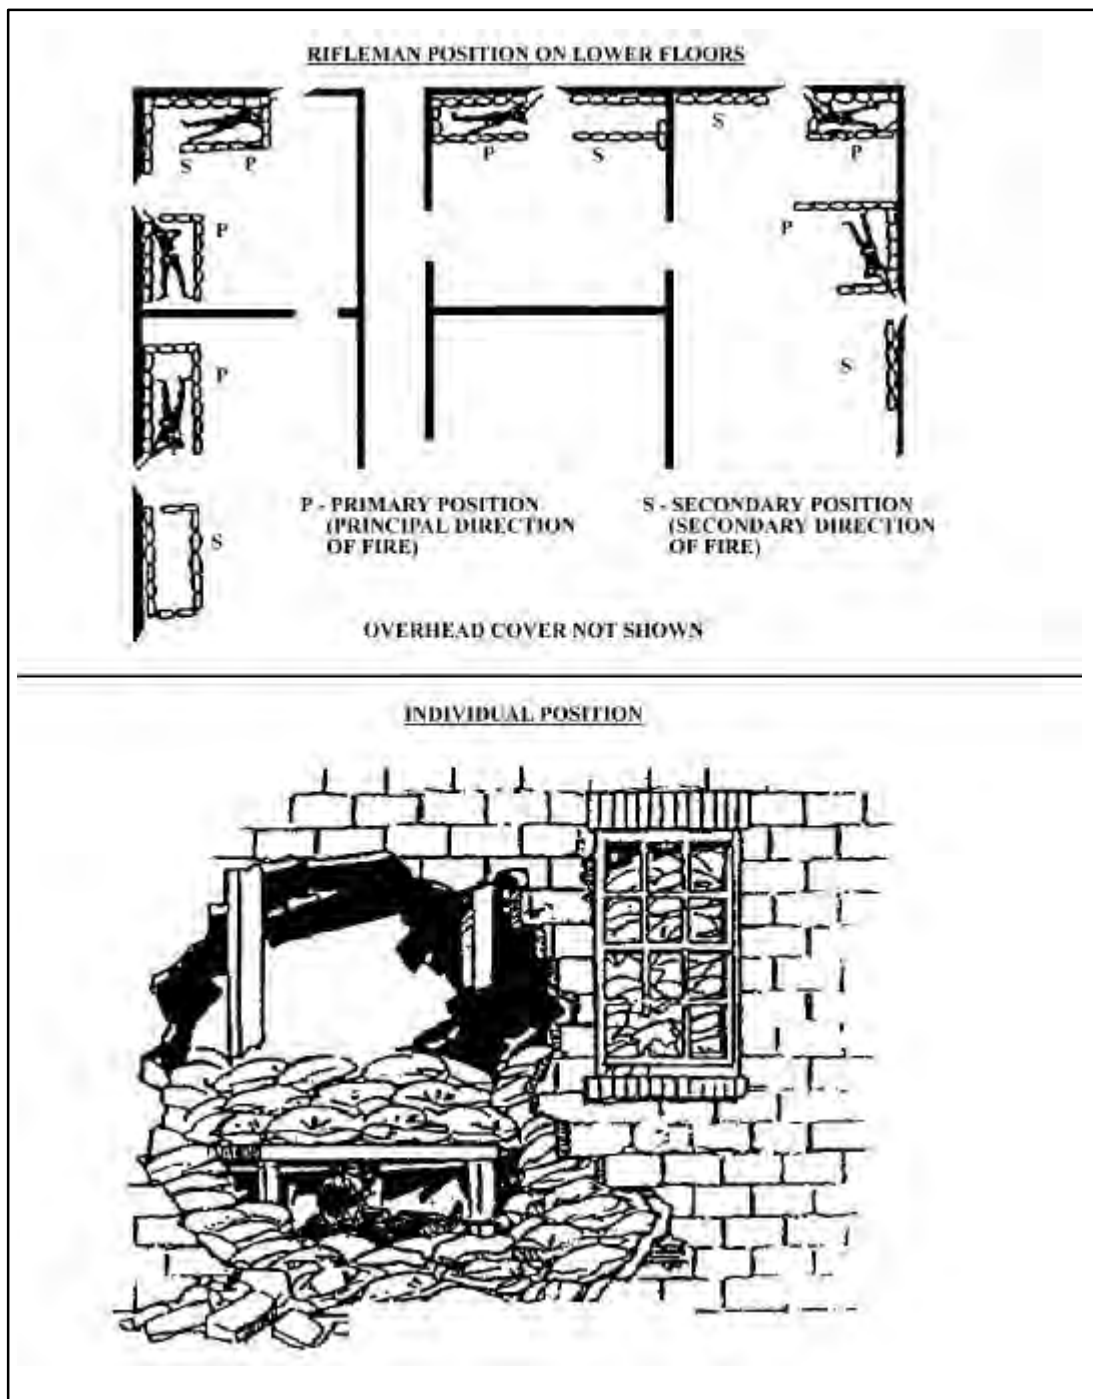 RIFLEMAN POSITION ON LOWER FLOORS
S
P
P
S
S
P
P
P
P
S
S
P - PRIMARY POSITION
(PRINCIPAL DIRECTION
OF FIRE)
S - SECONDARY POSITION
(SECONDARY DIRECTION
OF FIRE)
OVERHEAD COVER NOT SHOWN
INDIVIDUAL POSITION